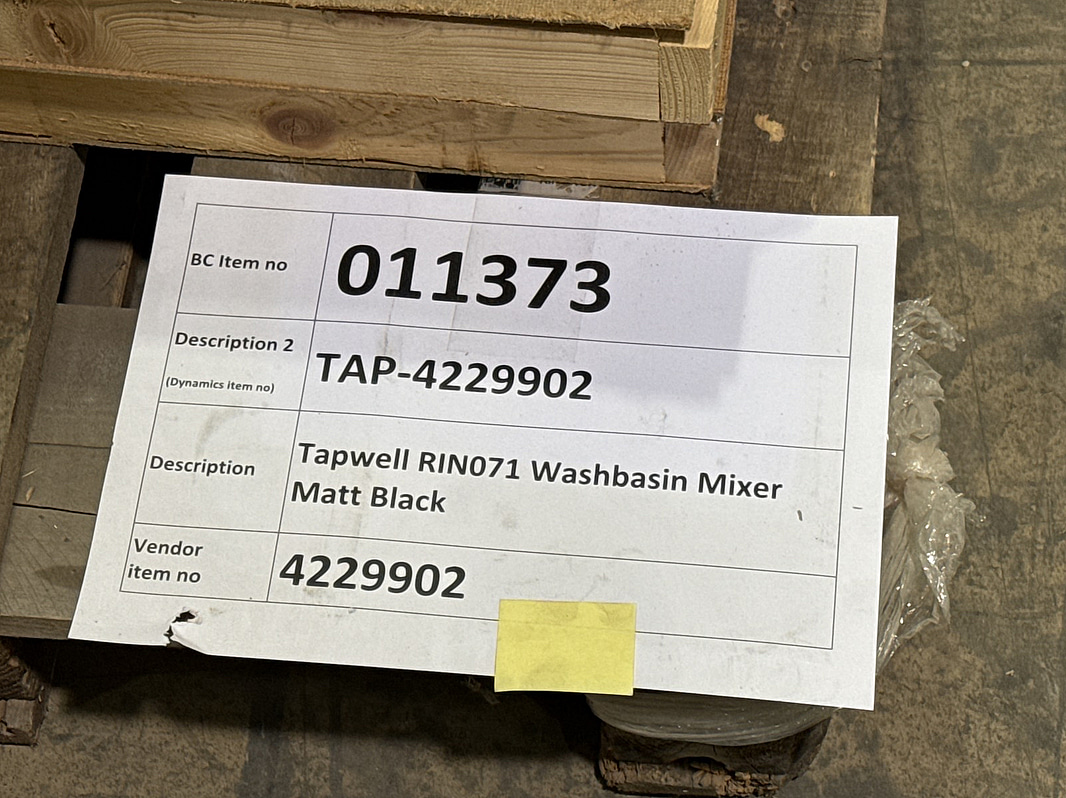 BC Item no
011373
Description 2
(Dynamics item no)
TAP-4229902
Description
Tapwell RIN071 Washbasin Mixer
Matt Black
Vendor
item no
4229902